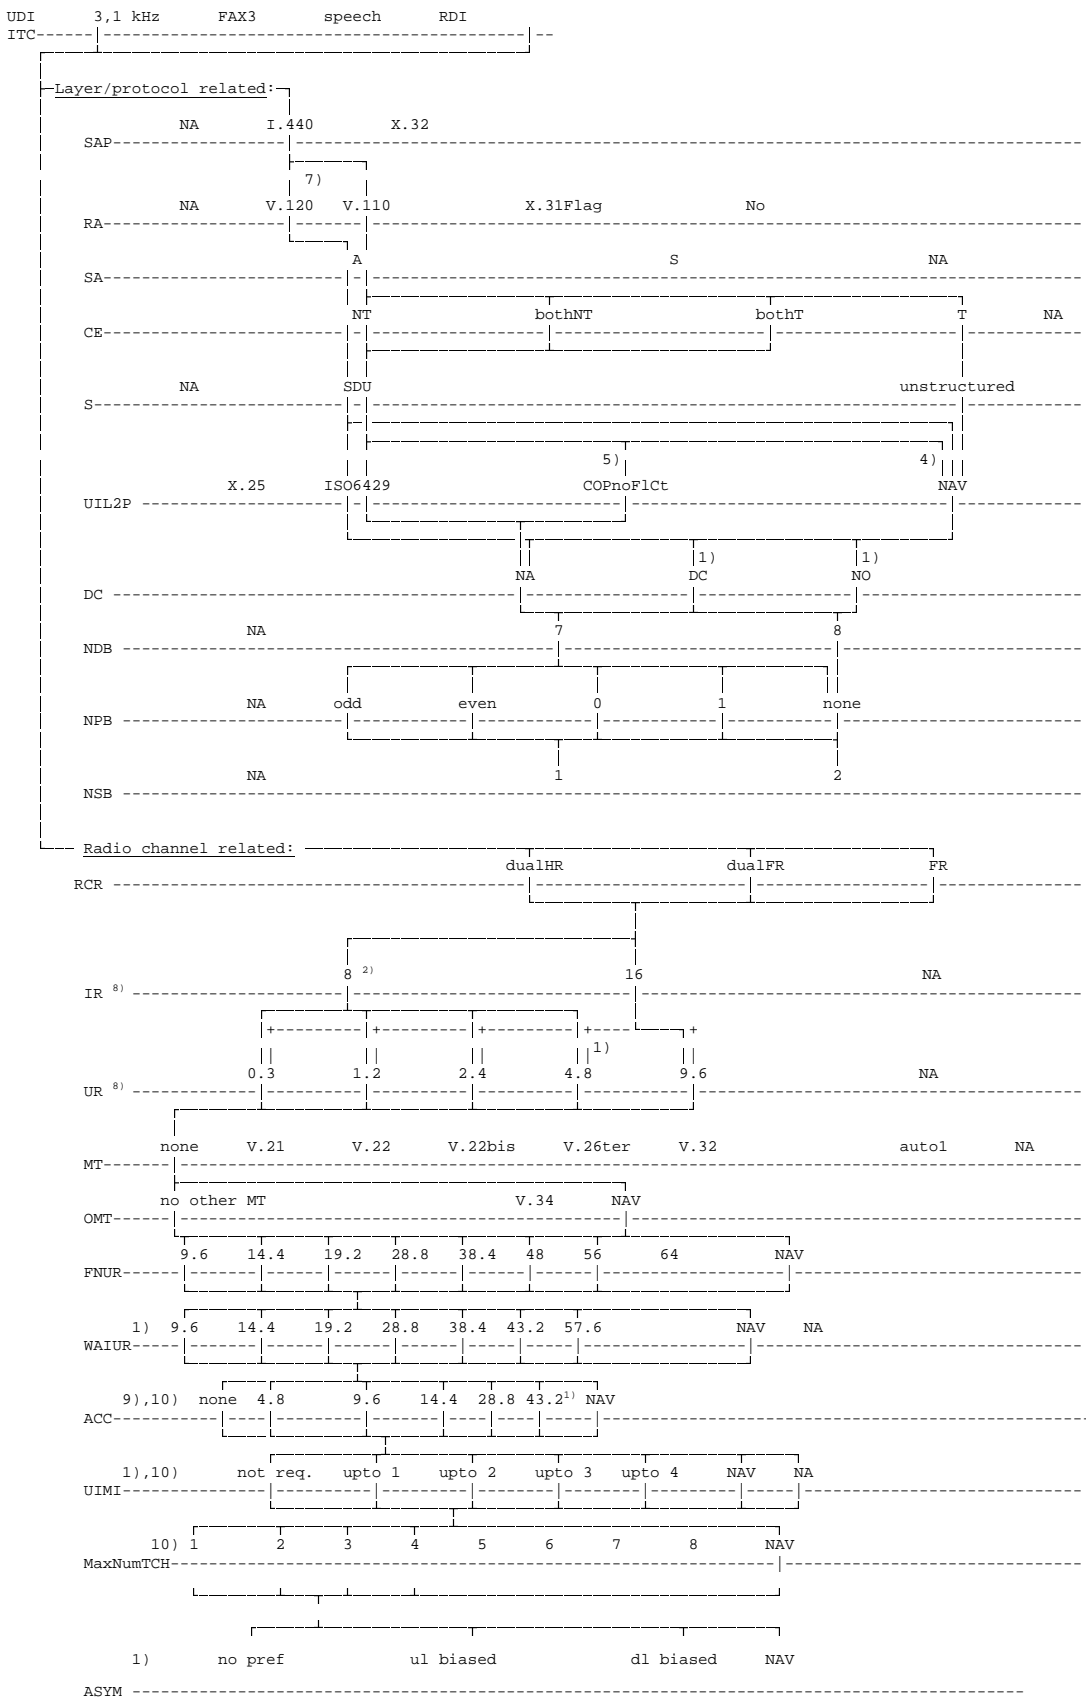 UDI 3,1 kHz FAX3 speech RDI
ITC
Layer/protocol related:
NA I.440 X.32
SAP
7)
NA V.120 V.110 X.31Flag No
RA
A S NA
SA
NT bothNT bothT T NA
CE
NA SDU unstructured
S
5) 4)
X.25 ISO6429 COPnoFlCt NAV
UIL2P
1) 1)
NA DC NO
DC
NA 7 8
NDB
NA odd even 0 1 none
NPB
NA 1 2
NSB
Radio channel related:
dualHR dualFR FR
RCR
8 2) 16 NA
IR 8)
+ + + + +
1)
0.3 1.2 2.4 4.8 9.6 NA
UR 8)
none V.21 V.22 V.22bis V.26ter V.32 auto1 NA
MT
no other MT V.34 NAV
OMT
9.6 14.4 19.2 28.8 38.4 48 56 64 NAV
FNUR
1) 9.6 14.4 19.2 28.8 38.4 43.2 57.6 NAV NA
WAIUR
9),10) none 4.8 9.6 14.4 28.8 43.2 1) NAV
ACC
1),10) not req. upto 1 upto 2 upto 3 upto 4 NAV NA
UIMI
10) 1 2 3 4 5 6 7 8 NAV
MaxNumTCH
1) no pref ul biased dl biased NAV
ASYM